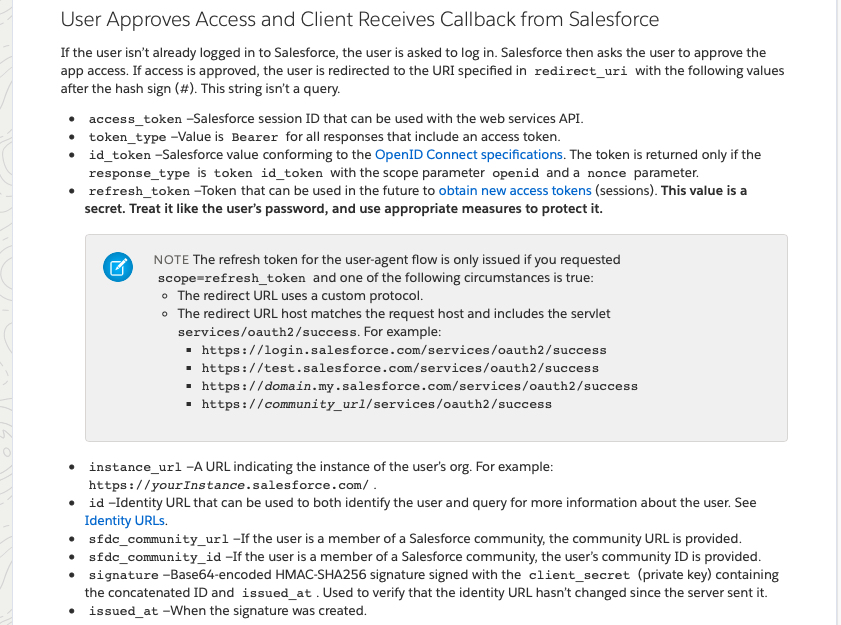 User Approves Access and Client Receives Callback from Salesforce
If the user isn't already logged in to Salesforce, the user is asked to log in. Salesforce then asks the user to approve the
app access. If access is approved, the user is redirected to the URI specified in redirect_uri with the following values
after the hash sign (#). This string isn't a query.
• access_token –Salesforce session ID that can be used with the web services API.
• token_type –Value is Bearer for all responses that include an access token.
• id_token –Salesforce value conforming to the OpenID Connect specifications. The token is returned only if the
response_type is token id_token with the scope parameter openid and a nonce parameter.
• refresh_token –Token that can be used in the future to obtain new access tokens (sessions). This value is a
secret. Treat it like the user's password, and use appropriate measures to protect it.
NOTE The refresh token for the user-agent flow is only issued if you requested
scope=refresh_token and one of the following circumstances is true:
◦ The redirect URL uses a custom protocol.
◦ The redirect URL host matches the request host and includes the servlet
services/oauth2/success. For example:
▪ https://login.salesforce.com/services/oauth2/success
▪ https://test.salesforce.com/services/oauth2/success
▪ https://domain.my.salesforce.com/services/oauth2/success
▪ https://community_url/services/oauth2/success
• instance_url –A URL indicating the instance of the user's org. For example:
https://yourInstance.salesforce.com/ .
• id –Identity URL that can be used to both identify the user and query for more information about the user. See
Identity URLs.
• sfdc_community_url –If the user is a member of a Salesforce community, the community URL is provided.
• sfdc_community_id –If the user is a member of a Salesforce community, the user's community ID is provided.
• signature –Base64-encoded HMAC-SHA256 signature signed with the client_secret (private key) containing
the concatenated ID and issued_at . Used to verify that the identity URL hasn't changed since the server sent it.
• issued_at –When the signature was created.